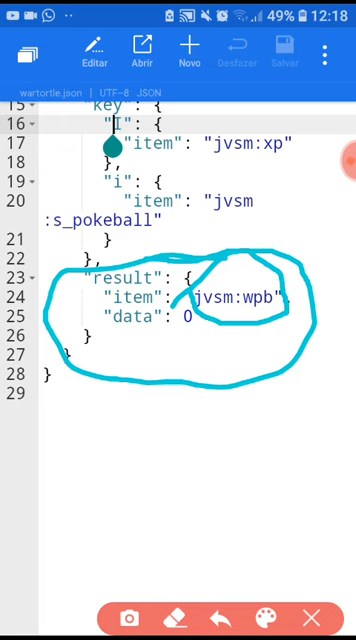 49% 12:18
Editar Abrir Novo Desfazer Salvar
wartortle.json | UTF-8 JSON
15 "key": {
16 "I": {
17 "item": "jvsm:xp"
18 },
19 "i": {
20 "item": "jvsm
:s_pokeball"
21 }
22 },
23 "result": {
24 "item": "jvsm:wpb",
25 "data": 0
26 }
27 }
28 }
29